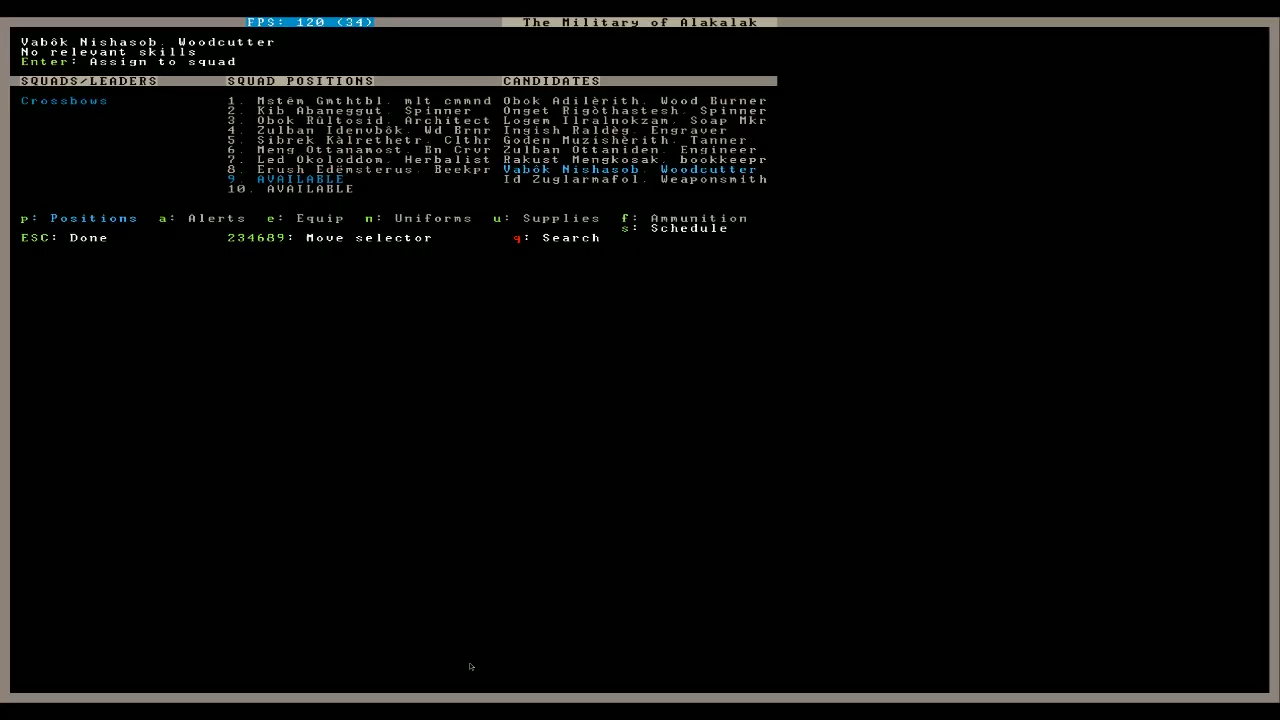 FPS: 120 (34) The Military of Alakalak
Vabôk Nishasob, Woodcutter
No relevant skills
Enter: Assign to squad
SQUADS/LEADERS SQUAD POSITIONS CANDIDATES
Crossbows 1. Mstêm Gmthtbl, mlt cmmnd Obok Adilèrith, Wood Burner
2. Kib Abaneggut, Spinner Onget Rigòthastesh, Spinner
3. Obok Rûltosid, Architect Logem Ilralnokzam, Soap Mkr
4. Zulban Idenvbôk, Wd Brnr Ingish Raldèg, Engraver
5. Sibrek Kàlrethetr, Clthr Goden Muzishèrith, Tanner
6. Meng Ottanamost, Bn Crvr Zulban Ottaniden, Engineer
7. Led Okoloddom, Herbalist Rakust Mengkosak, bookkeepr
8. Erush Edëmsterus, Beekpr Vabôk Nishasob, Woodcutter
9. AVAILABLE Id Zuglarmafol, Weaponsmith
10. AVAILABLE
p: Positions a: Alerts e: Equip n: Uniforms u: Supplies f: Ammunition
s: Schedule
ESC: Done 234689: Move selector q: Search